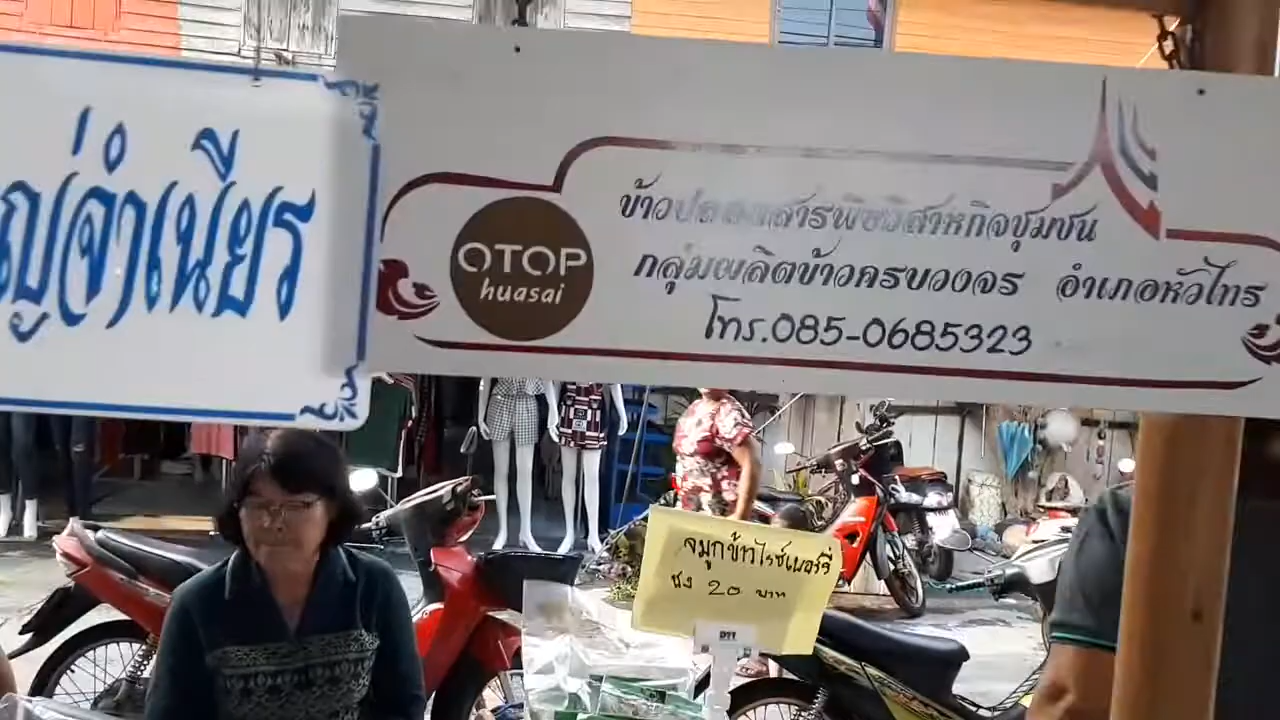 ญจำเนียร
OTOP
huasai
ข้าวปลอดสารพิษวิสาหกิจชุมชน
กลุ่มผลิตข้าวครบวงจร อำเภอหัวไทร
โทร.085-0685323
จมูกข้าวไรซ์เบอร์รี่
20 บาท